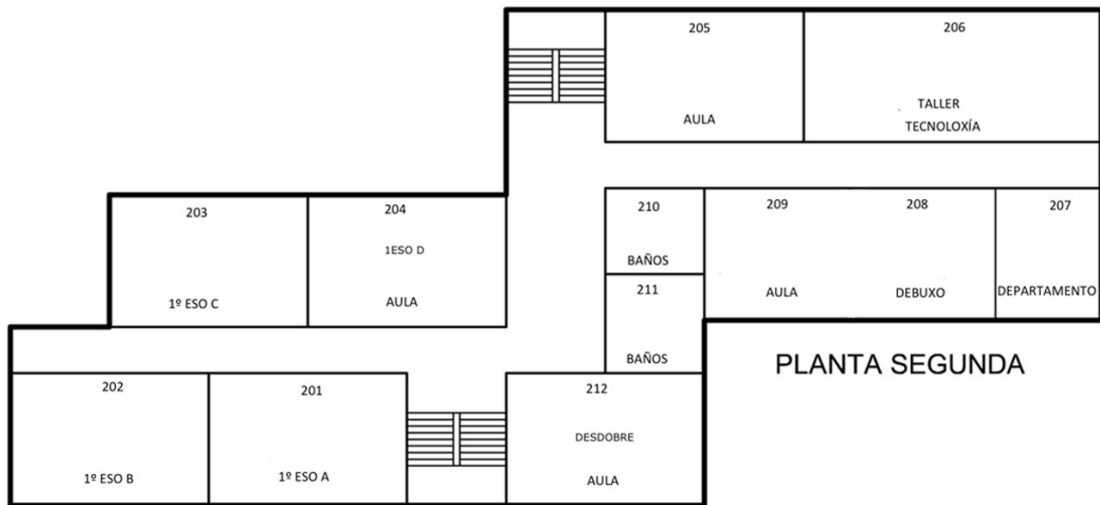 205
AULA
206
TALLER
TECNOLOXÍA
203
1º ESO C
204
1ESO D
AULA
210
BAÑOS
211
BAÑOS
209
AULA
208
DEBUXO
207
DEPARTAMENTO
PLANTA SEGUNDA
202
1º ESO B
201
1º ESO A
212
DESDOBRE
AULA